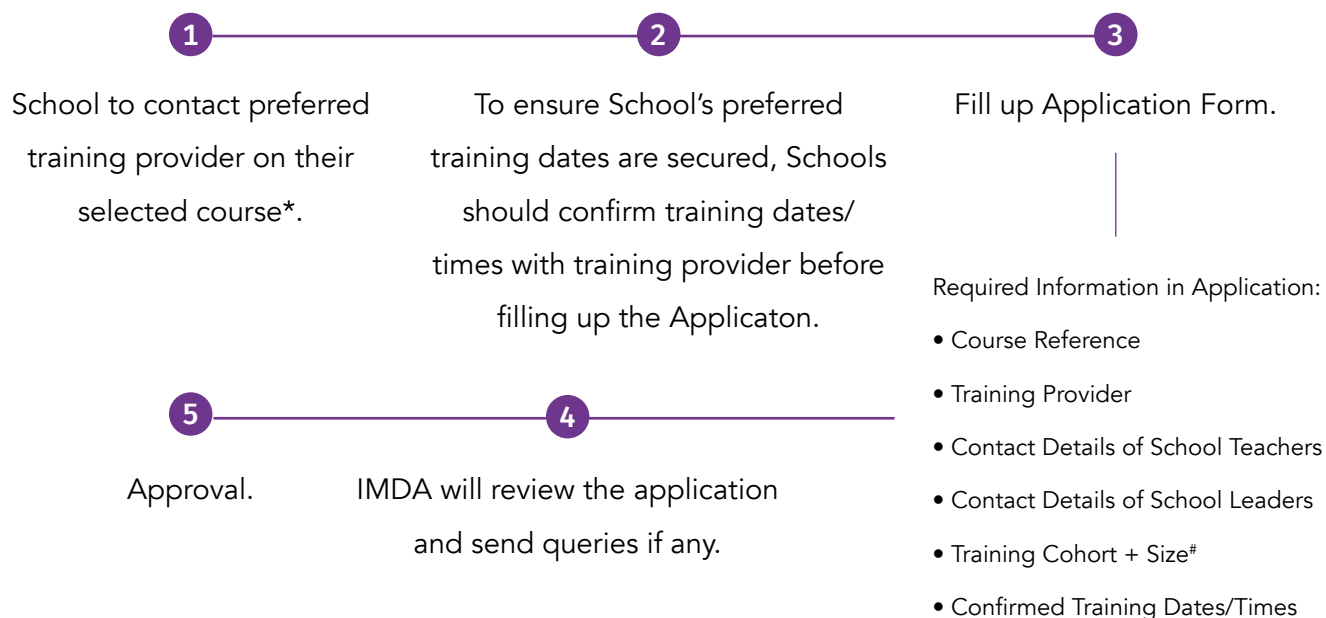 1
School to contact preferred
training provider on their
selected course*.
2
To ensure School's preferred
training dates are secured, Schools
should confirm training dates/
times with training provider before
filling up the Applicaton.
3
Fill up Application Form.
Required Information in Application:
• Course Reference
• Training Provider
• Contact Details of School Teachers
• Contact Details of School Leaders
• Training Cohort + Size#
• Confirmed Training Dates/Times
4
IMDA will review the application
and send queries if any.
5
Approval.